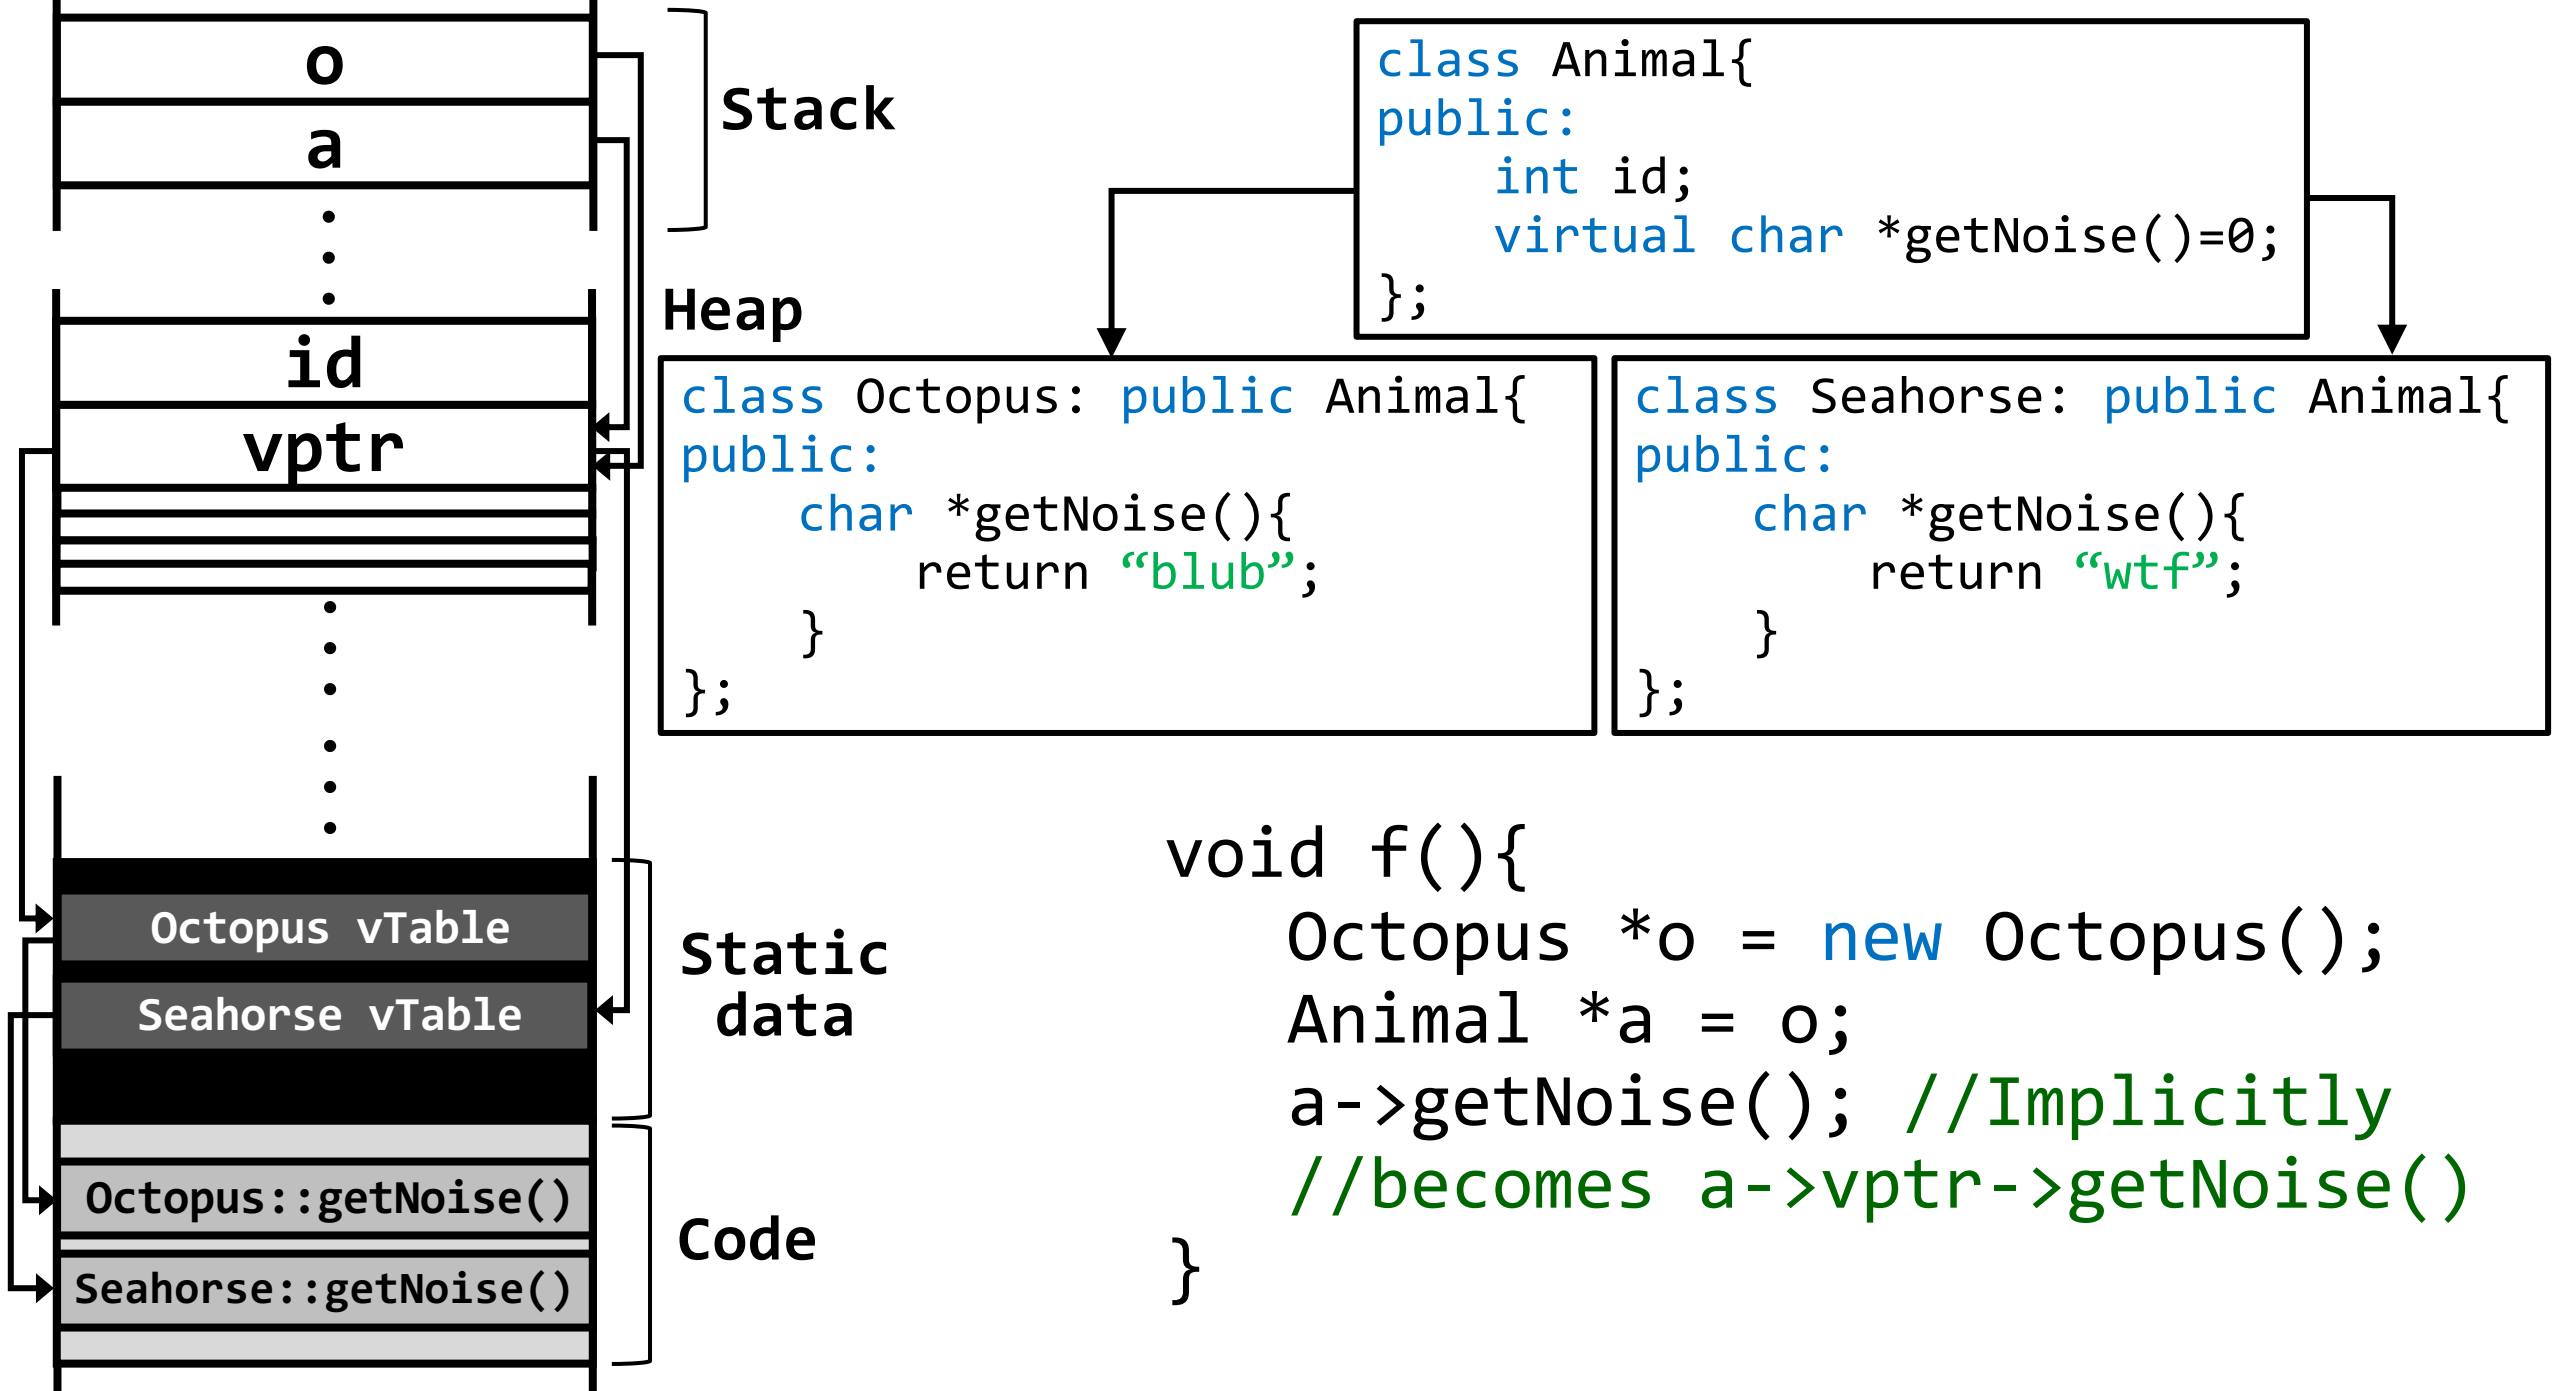 o
a
Stack
Heap
id
vptr
Octopus vTable
Seahorse vTable
Static
data
Octopus::getNoise()
Seahorse::getNoise()
Code
class Animal{
public:
int id;
virtual char *getNoise()=0;
};
class Octopus: public Animal{
public:
char *getNoise(){
return “blub”;
}
};
class Seahorse: public Animal{
public:
char *getNoise(){
return “wtf”;
}
};
void f(){
Octopus *o = new Octopus();
Animal *a = o;
a->getNoise(); //Implicitly
//becomes a->vptr->getNoise()
}